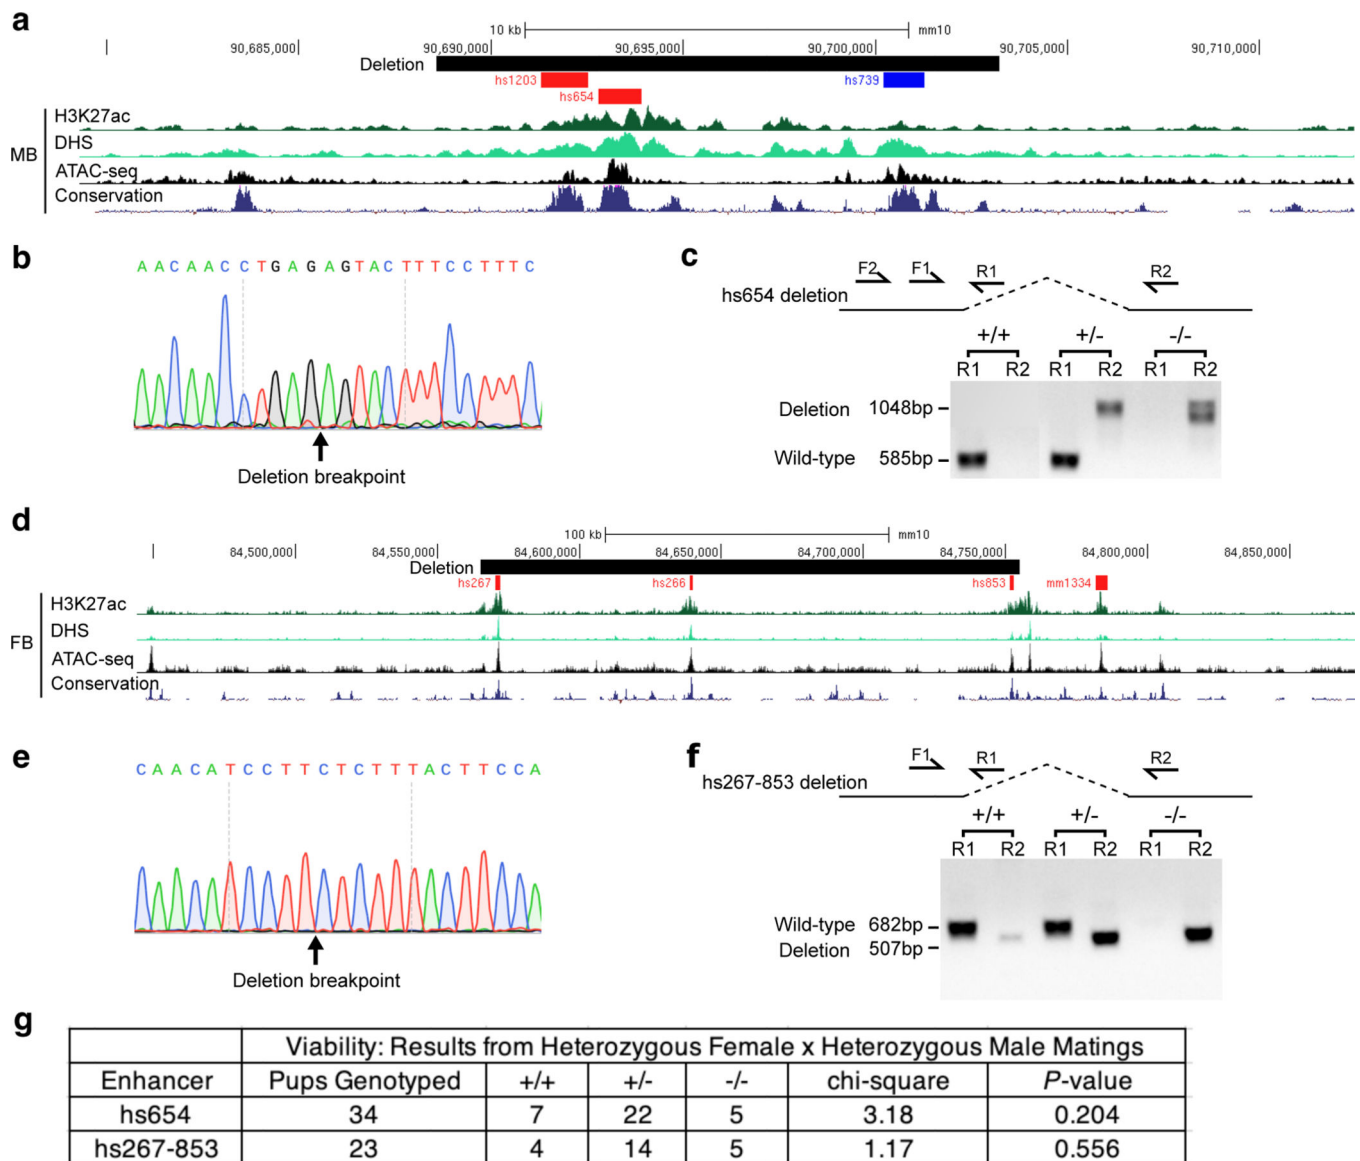 a
10 kb mm10
90,685,000 90,690,000 90,695,000 90,700,000 90,705,000 90,710,000
Deletion
hs1203 hs739
hs654
H3K27ac
DHS
MB
ATAC-seq
Conservation
b
AACAACCTGAGAGTACTTTCCTTTC
Deletion breakpoint
c
F2 F1 R1 R2
hs654 deletion
+/+ +/- -/-
R1 R2 R1 R2 R1 R2
Deletion 1048bp
Wild-type 585bp
d
100 kb mm10
84,500,000 84,550,000 84,600,000 84,650,000 84,700,000 84,750,000 84,800,000 84,850,000
Deletion
hs267 hs266 hs853 mm1334
H3K27ac
DHS
FB
ATAC-seq
Conservation
e
CAACATCCTTCTCTTTACTTCCA
Deletion breakpoint
f
F1 R1 R2
hs267-853 deletion
+/+ +/- -/-
R1 R2 R1 R2 R1 R2
Wild-type 682bp
Deletion 507bp
g
Viability: Results from Heterozygous Female x Heterozygous Male Matings
Enhancer Pups Genotyped +/+ +/- -/- chi-square P-value
hs654 34 7 22 5 3.18 0.204
hs267-853 23 4 14 5 1.17 0.556